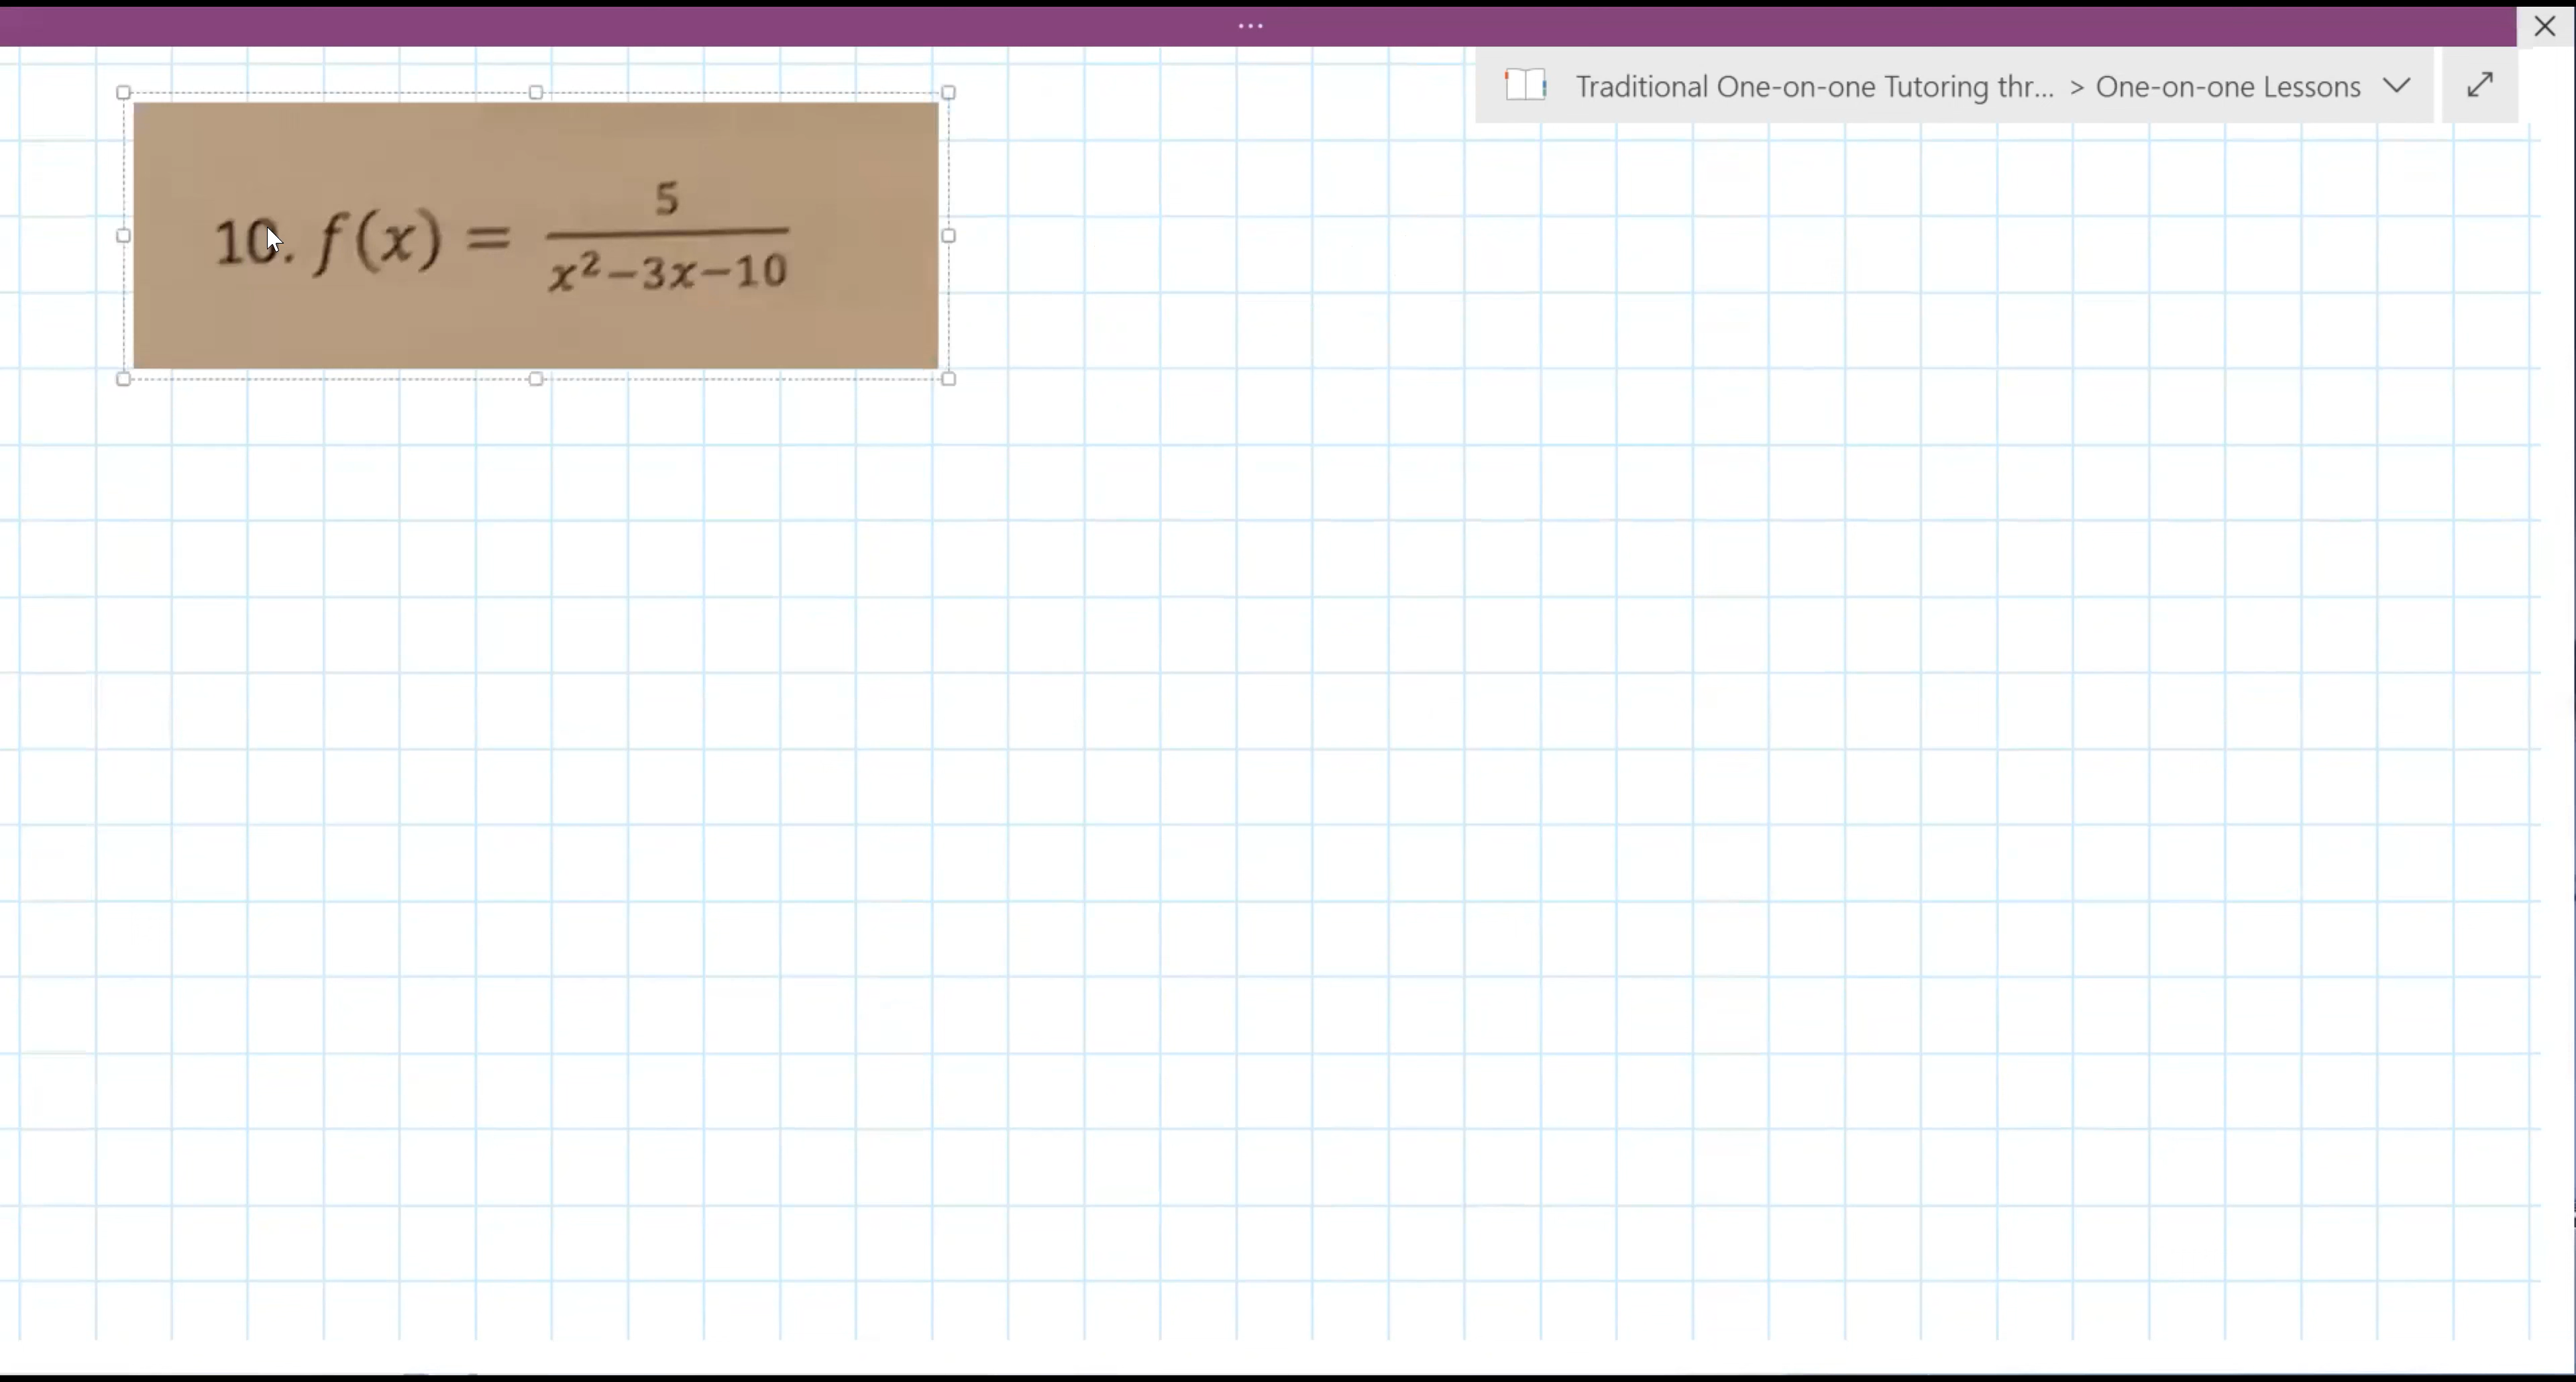 ...
Traditional One-on-one Tutoring thr... > One-on-one Lessons
10. f(x) = 5 / x²−3x−10